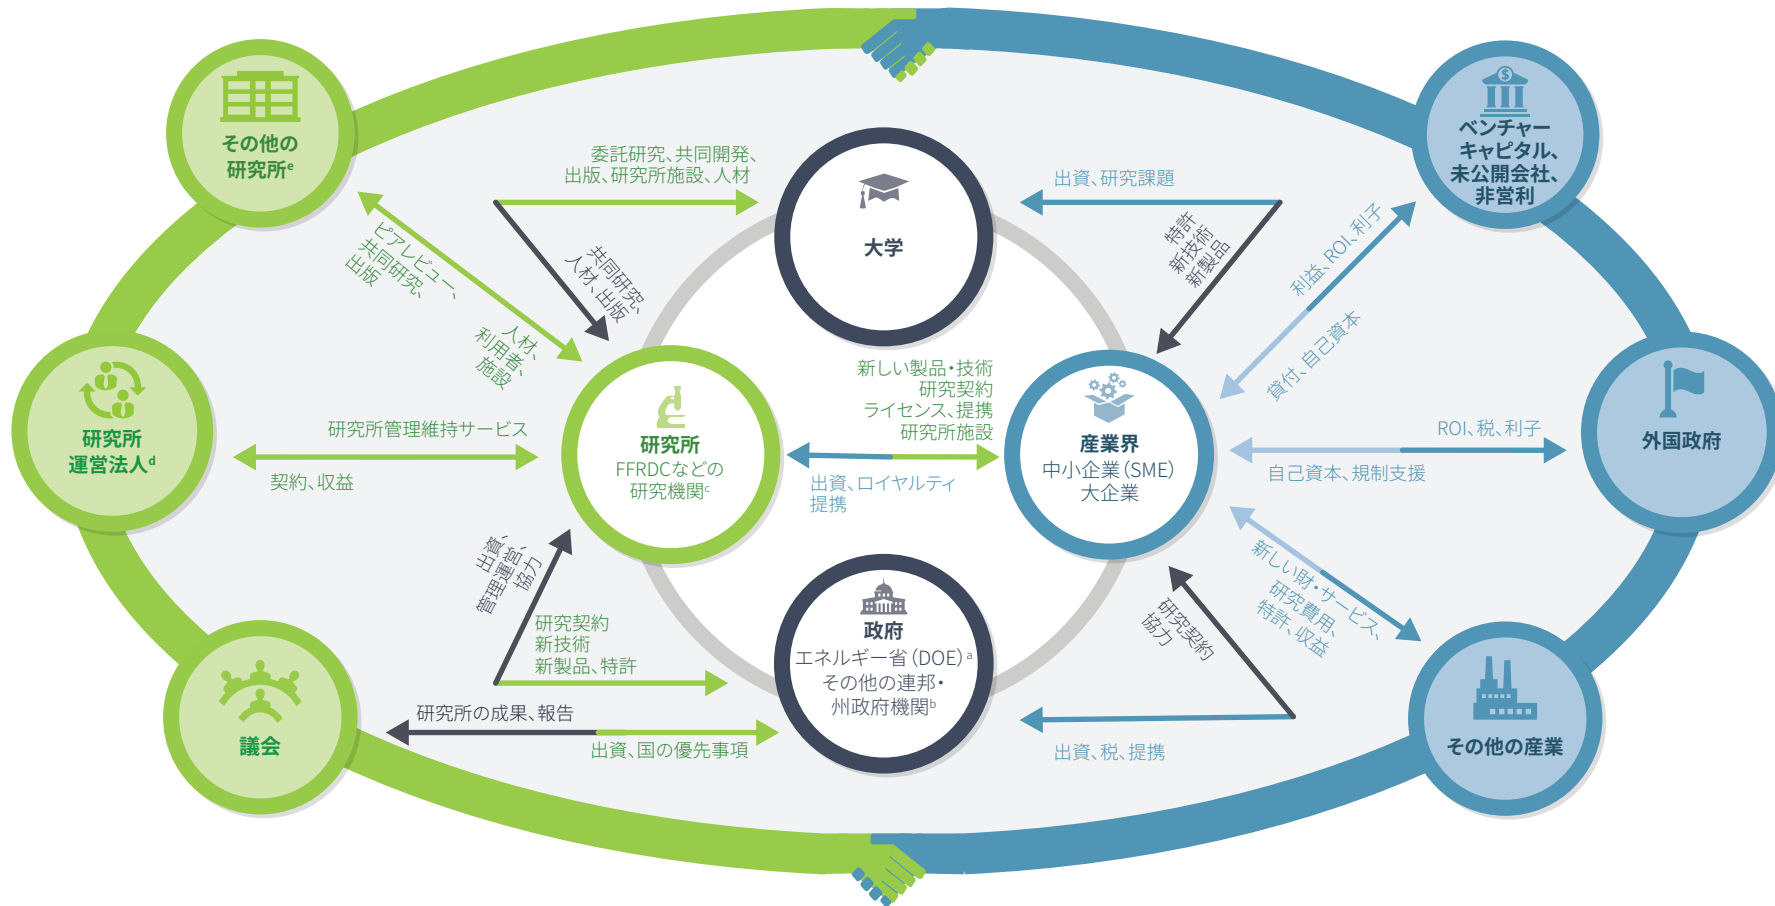 その他の
研究所e
委託研究、共同開発、
出版、研究所施設、人材
大学
出資、研究課題
ベンチャー
キャピタル、
未公開会社、
非営利
ピアレビュー、
共同研究、
出版
人材、
利用者、
施設
共同研究、
人材、出版
特許
新技術
新製品
利益、ROI、利子
貸付、自己資本
研究所
運営法人d
研究所管理維持サービス
契約、収益
研究所
FFRDCなどの
研究機関c
新しい製品・技術
研究契約
ライセンス、提携
研究所施設
出資、ロイヤルティ
提携
産業界
中小企業（SME）
大企業
ROI、税、利子
自己資本、規制支援
外国政府
出資、
管理運営、
協力
研究契約
新技術
新製品、特許
政府
エネルギー省（DOE）a
その他の連邦・
州政府機関b
研究契約
協力
新しい財・サービス、
研究費用、
特許、収益
議会
研究所の成果、報告
出資、国の優先事項
出資、税、提携
その他の産業
$